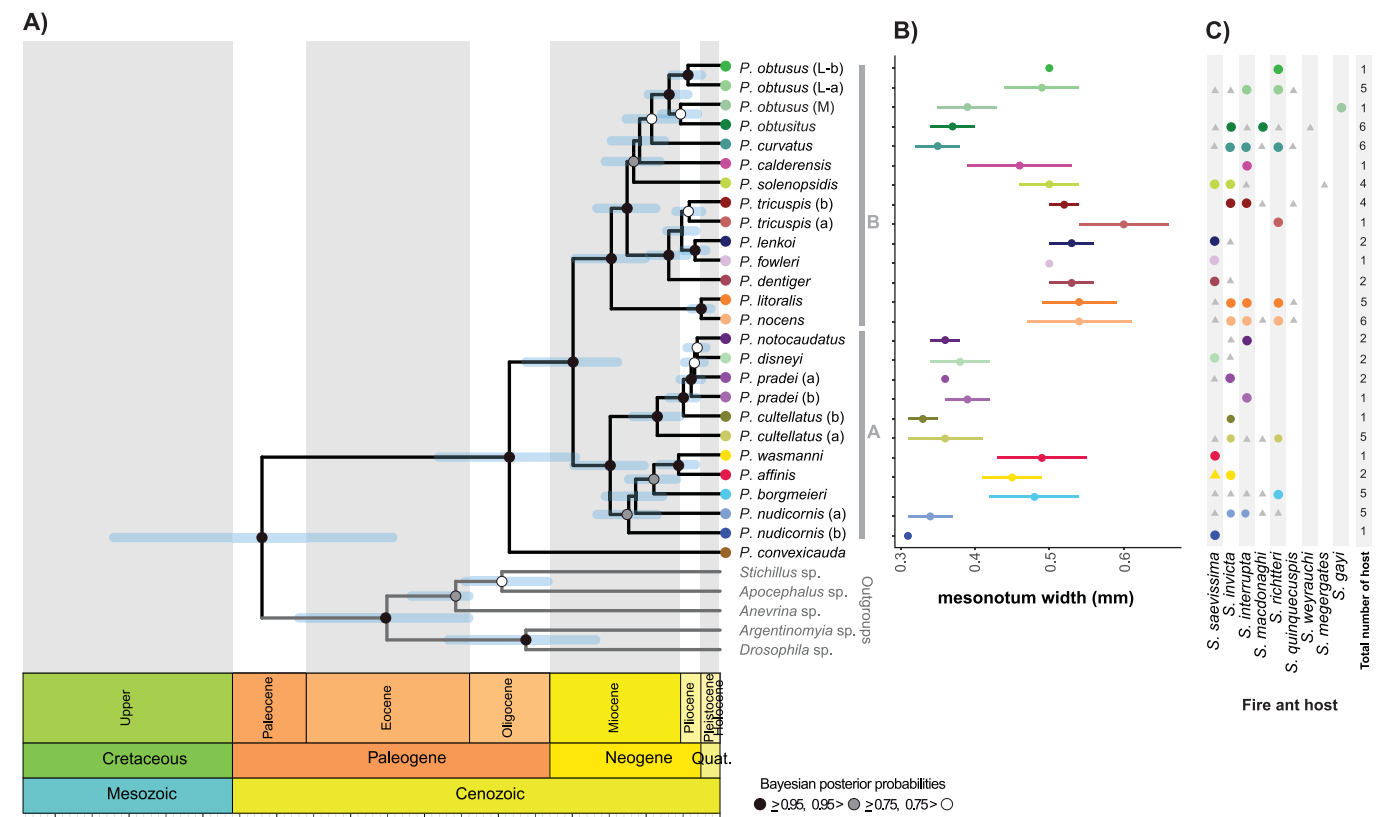 A)
B)
C)
P. obtusus (L-b)
P. obtusus (L-a)
P. obtusus (M)
P. obtusitus
P. curvatus
P. calderensis
P. solenopsidis
P. tricuspis (b)
P. tricuspis (a)
P. lenkoi
P. fowleri
P. dentiger
P. litoralis
P. nocens
P. notocaudatus
P. disneyi
P. pradei (a)
P. pradei (b)
P. cultellatus (b)
P. cultellatus (a)
P. wasmanni
P. affinis
P. borgmeieri
P. nudicornis (a)
P. nudicornis (b)
P. convexicauda
Stichillus sp.
Apocephalus sp.
Anevrina sp.
Argentinomyia sp.
Drosophila sp.
B
A
Outgroups
0.3
0.4
0.5
0.6
mesonotum width (mm)
1
5
1
6
6
1
4
4
1
2
1
2
5
6
2
2
2
1
1
5
1
2
5
5
1
S. saevissima
S. invicta
S. interrupta
S. macdonaghi
S. richtteri
S. quinquecuspis
S. weyrauchi
S. megergates
S. gayi
Total number of host
Fire ant host
Upper
Paleocene
Eocene
Oligocene
Miocene
Pliocene
Pleistocene
Holocene
Cretaceous
Paleogene
Neogene
Quat.
Mesozoic
Cenozoic
Bayesian posterior probabilities
≥0.95, 0.95> ≥0.75, 0.75>